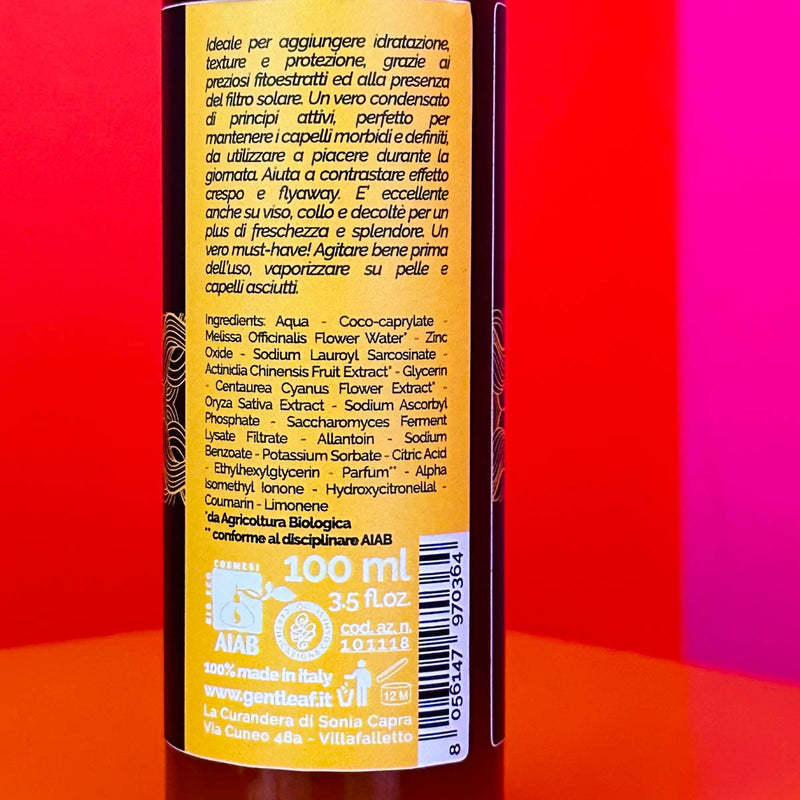 Ideale per aggiungere idratazione,
texture e protezione, grazie ai
preziosi fitoestratti ed alla presenza
del filtro solare. Un vero condensato
di principi attivi, perfetto per
mantenere i capelli morbidi e definiti,
da utilizzare a piacere durante la
giornata. Aiuta a contrastare effetto
crespo e flyaway. E' eccellente
anche su viso, collo e decoltè per un
plus di freschezza e splendore. Un
vero must-have! Agitare bene prima
dell'uso, vaporizzare su pelle e
capelli asciutti.
Ingredients: Aqua - Coco-caprylate -
Melissa Officinalis Flower Water* - Zinc
Oxide - Sodium Lauroyl Sarcosinate -
Actinidia Chinensis Fruit Extract* - Glycerin
- Centaurea Cyanus Flower Extract* -
Oryza Sativa Extract - Sodium Ascorbyl
Phosphate - Saccharomyces Ferment
Lysate Filtrate - Allantoin - Sodium
Benzoate - Potassium Sorbate - Citric Acid
- Ethylhexylglycerin - Parfum** - Alpha
Isomethyl Ionone - Hydroxycitronellal -
Coumarin - Limonene
*da Agricoltura Biologica
** conforme al disciplinare AIAB
COSMESI
BIO ECO
AIAB
100 ml
3.5 fl.oz.
cod. az. n.
101118
100% made in Italy
www.gentleaf.it
12 M
La Curandera di Sonia Capra
Via Cuneo 48a - Villafalletto
8 056147 970364